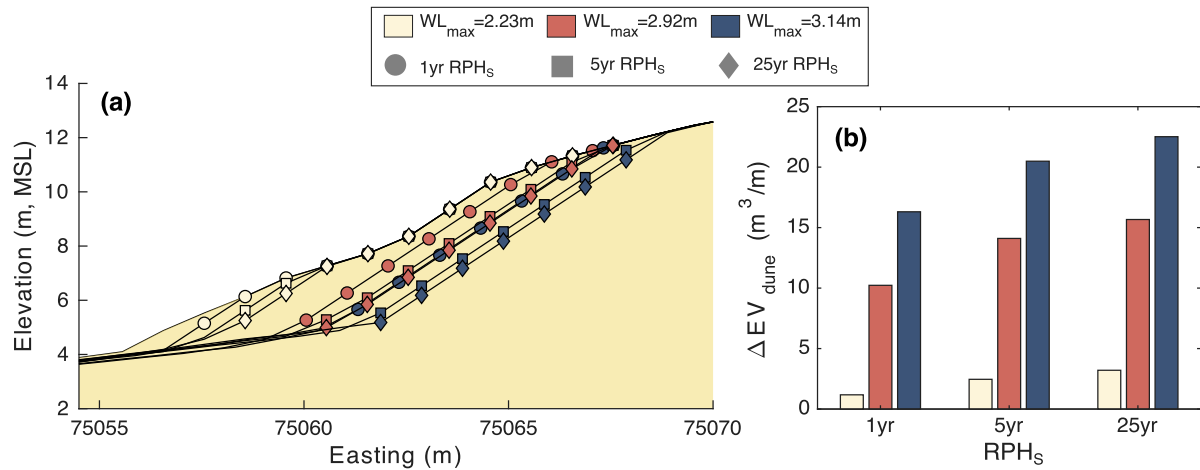 WLmax=2.23m WLmax=2.92m WLmax=3.14m
1yr RPHS 5yr RPHS 25yr RPHS
(a)
14
12
10
8
6
4
2
Elevation (m, MSL)
75055 75060 75065 75070
Easting (m)
(b)
25
20
15
10
5
0
ΔEVdune (m3/m)
1yr 5yr 25yr
RPHS